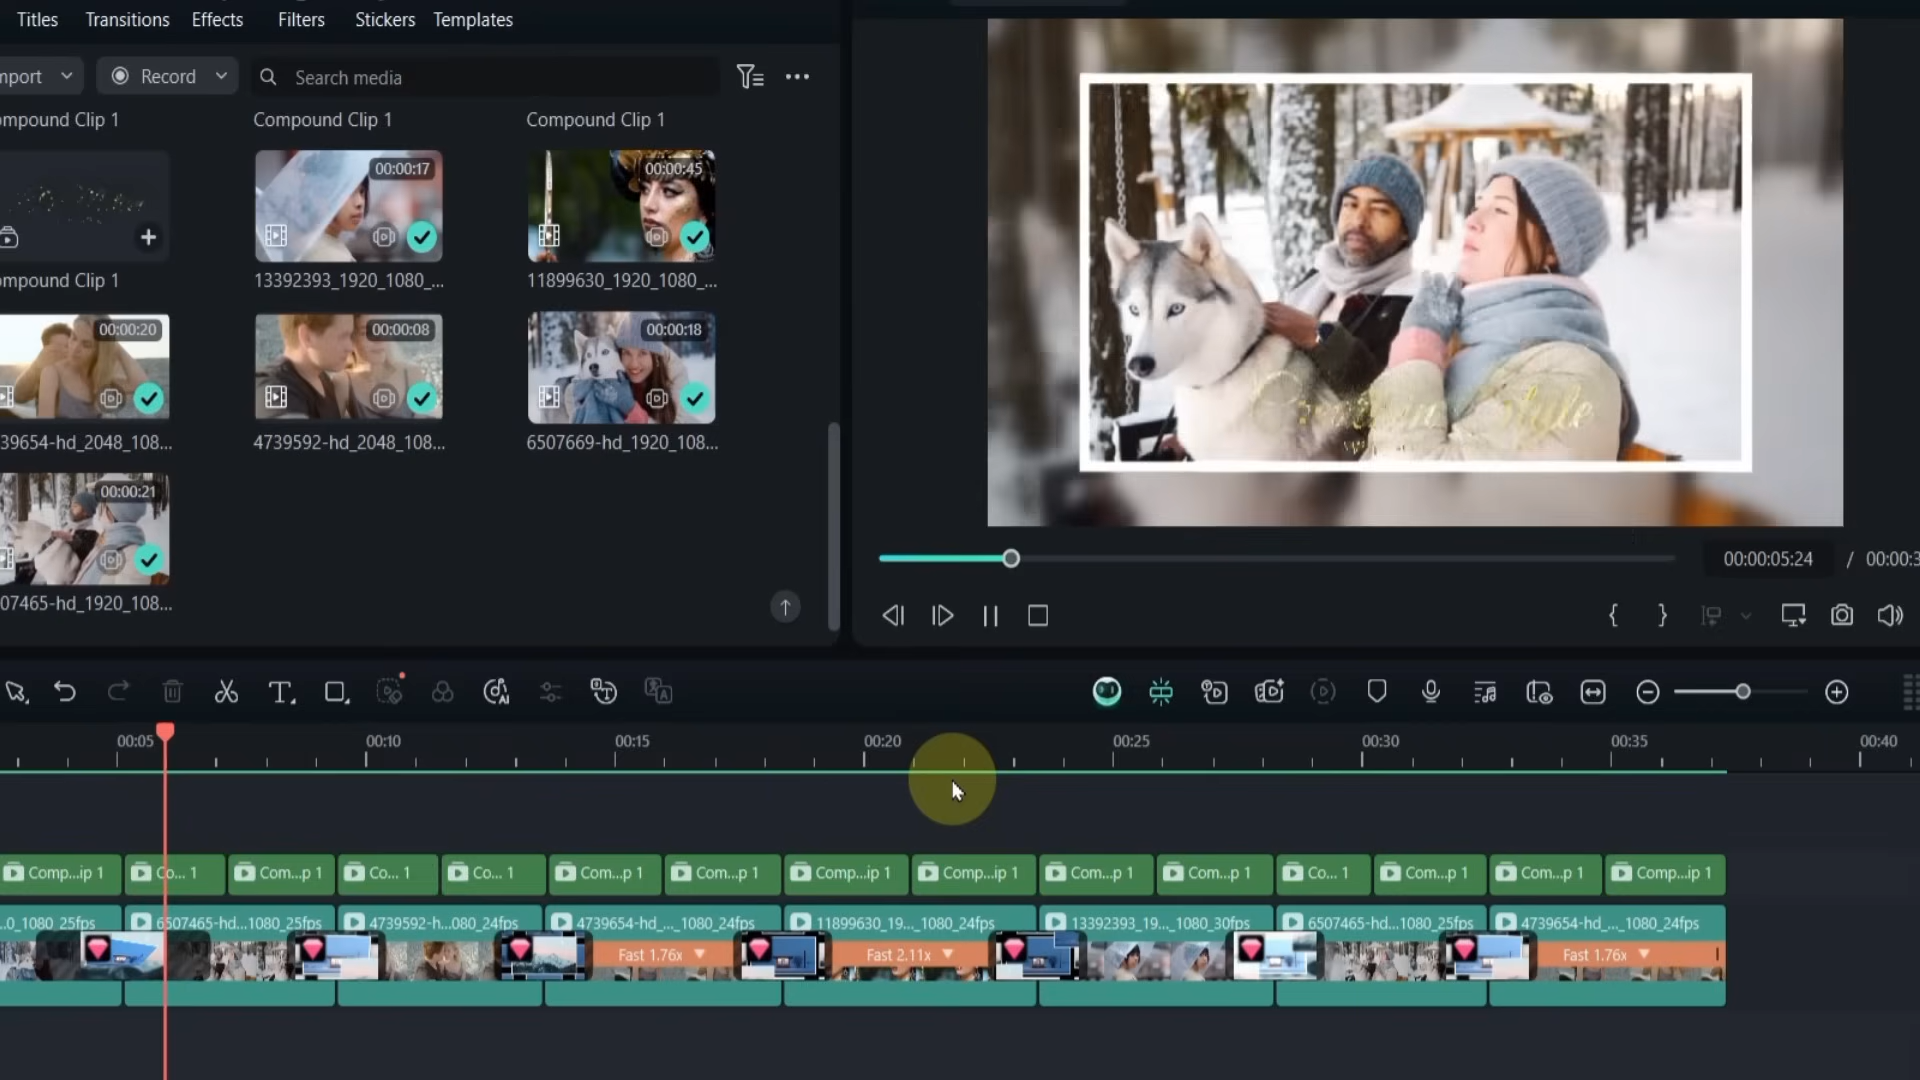 Titles Transitions Effects Filters Stickers Templates
mport Record Search media
ompound Clip 1 Compound Clip 1 Compound Clip 1
00:00:17 00:00:45
ompound Clip 1 13392393_1920_1080_... 11899630_1920_1080_...
00:00:20 00:00:08 00:00:18
39654-hd_2048_108... 4739592-hd_2048_108... 6507669-hd_1920_108...
00:00:21
07465-hd_1920_108...
00:00:05:24 / 00:00:3
00:05 00:10 00:15 00:20 00:25 00:30 00:35 00:40
Comp...ip 1 Co... 1 Com...p 1 Co... 1 Co... 1 Com...p 1 Com...p 1 Comp...ip 1 Comp...ip 1 Com...p 1 Com...p 1 Co... 1 Com...p 1 Com...p 1 Comp...ip 1
..0_1080_25fps 6507465-hd...1080_25fps 4739592-h...080_24fps 4739654-hd_..._1080_24fps 11899630_19..._1080_24fps 13392393_19..._1080_30fps 6507465-hd...1080_25fps 4739654-hd_..._1080_24fps
Fast 1.76x Fast 2.11x Fast 1.76x